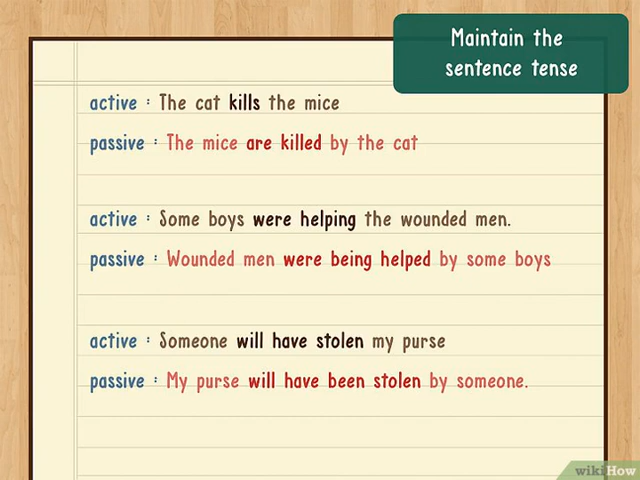 Maintain the
sentence tense
active : The cat kills the mice
passive : The mice are killed by the cat
active : Some boys were helping the wounded men.
passive : Wounded men were being helped by some boys
active : Someone will have stolen my purse
passive : My purse will have been stolen by someone.
wikiHow